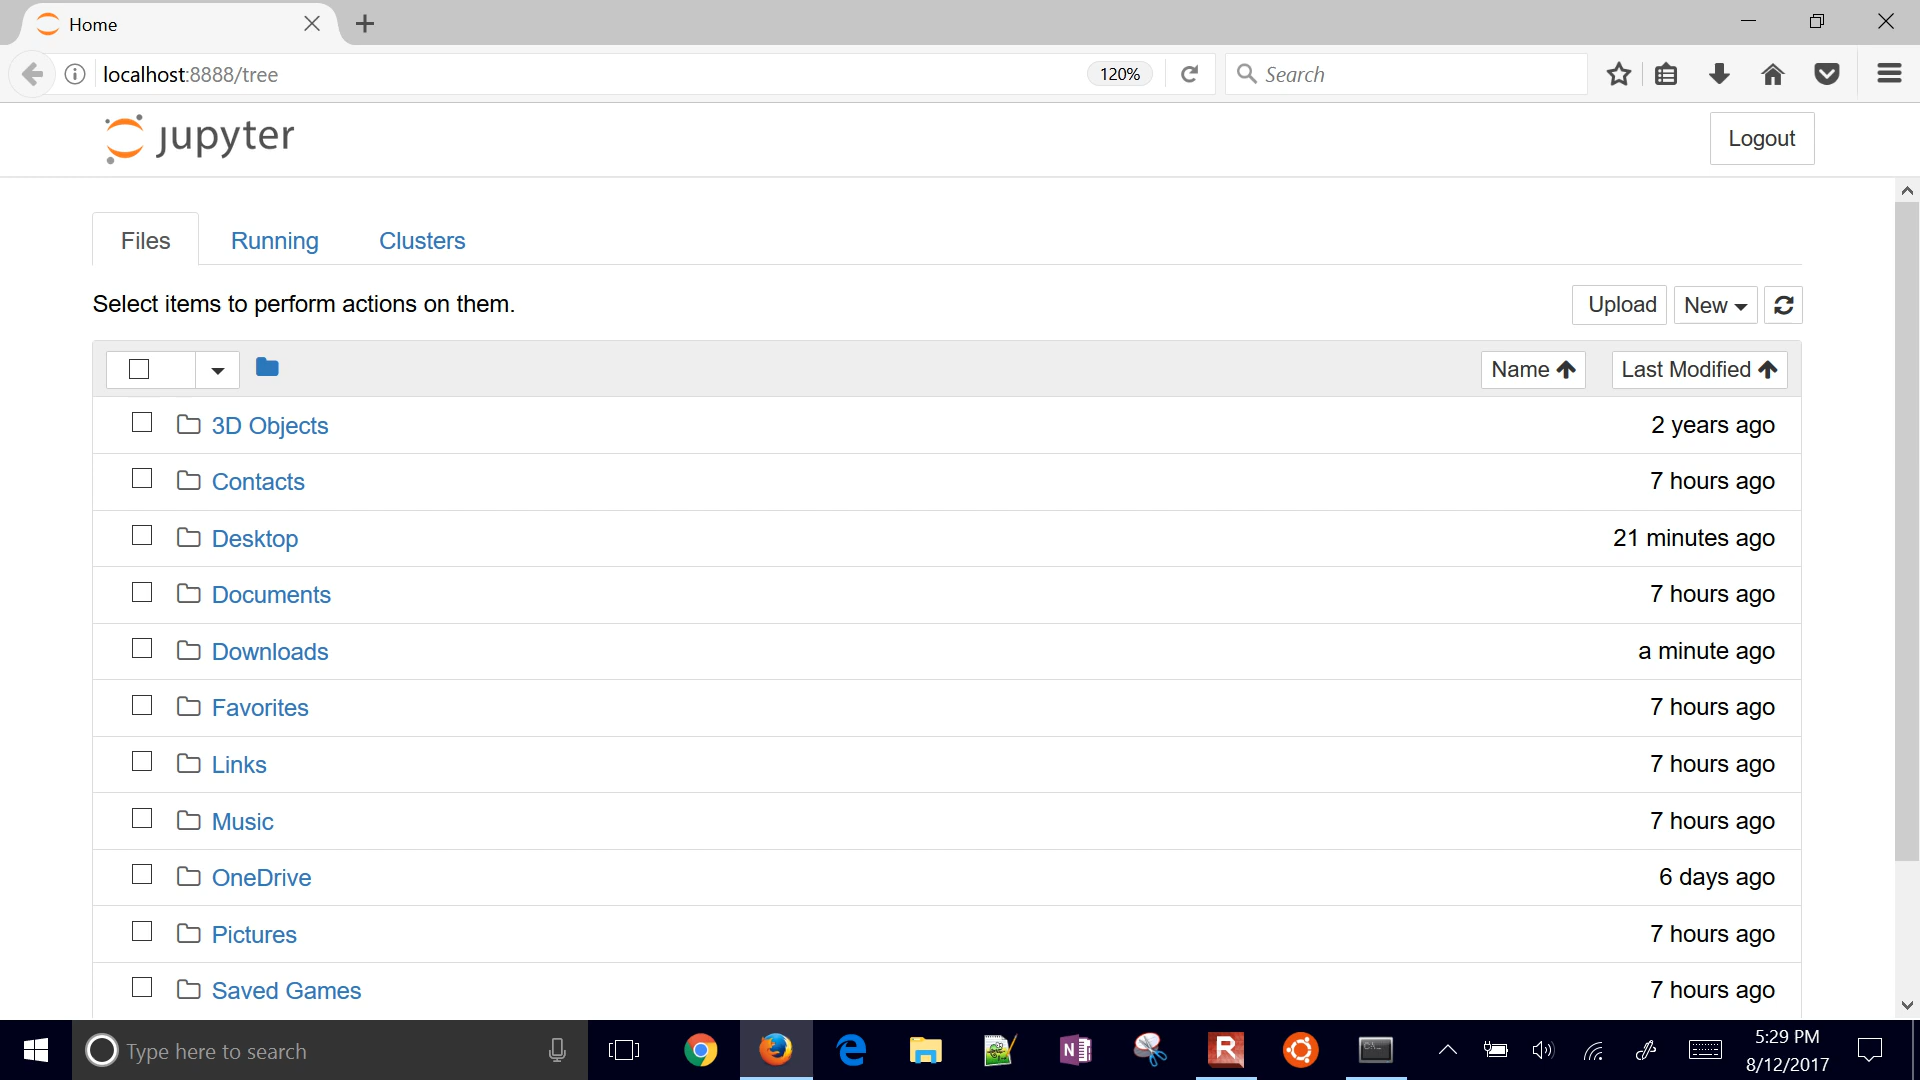 Home
localhost:8888/tree
120%
Search
jupyter
Logout
Files Running Clusters
Select items to perform actions on them.
Upload New
Name Last Modified
3D Objects 2 years ago
Contacts 7 hours ago
Desktop 21 minutes ago
Documents 7 hours ago
Downloads a minute ago
Favorites 7 hours ago
Links 7 hours ago
Music 7 hours ago
OneDrive 6 days ago
Pictures 7 hours ago
Saved Games 7 hours ago
Type here to search
N
R
C:\_
5:29 PM
8/12/2017